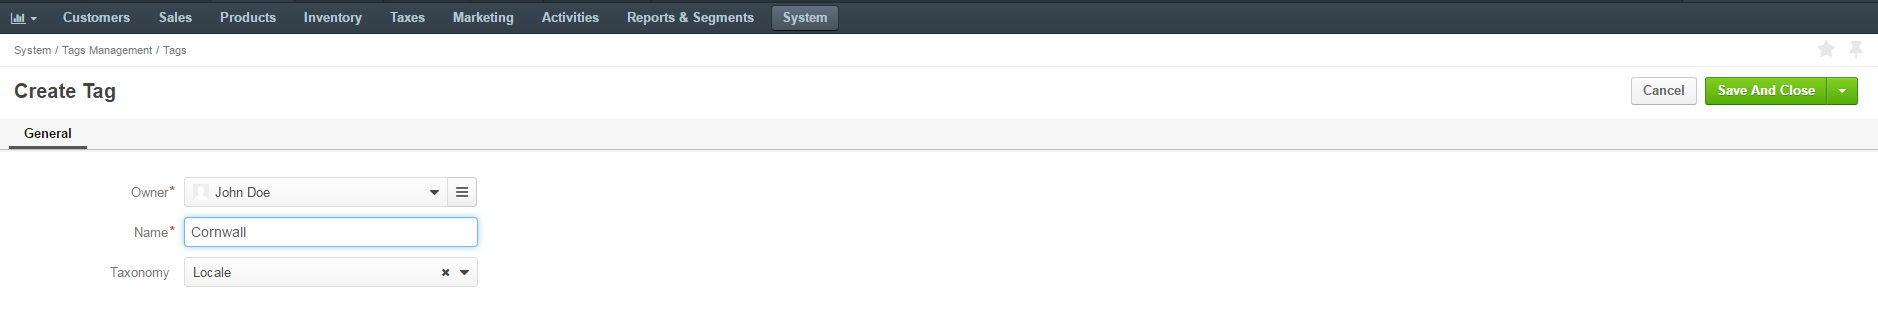 Customers Sales Products Inventory Taxes Marketing Activities Reports & Segments System
System / Tags Management / Tags
Create Tag Cancel Save And Close
General
Owner* John Doe
Name* Cornwall
Taxonomy Locale